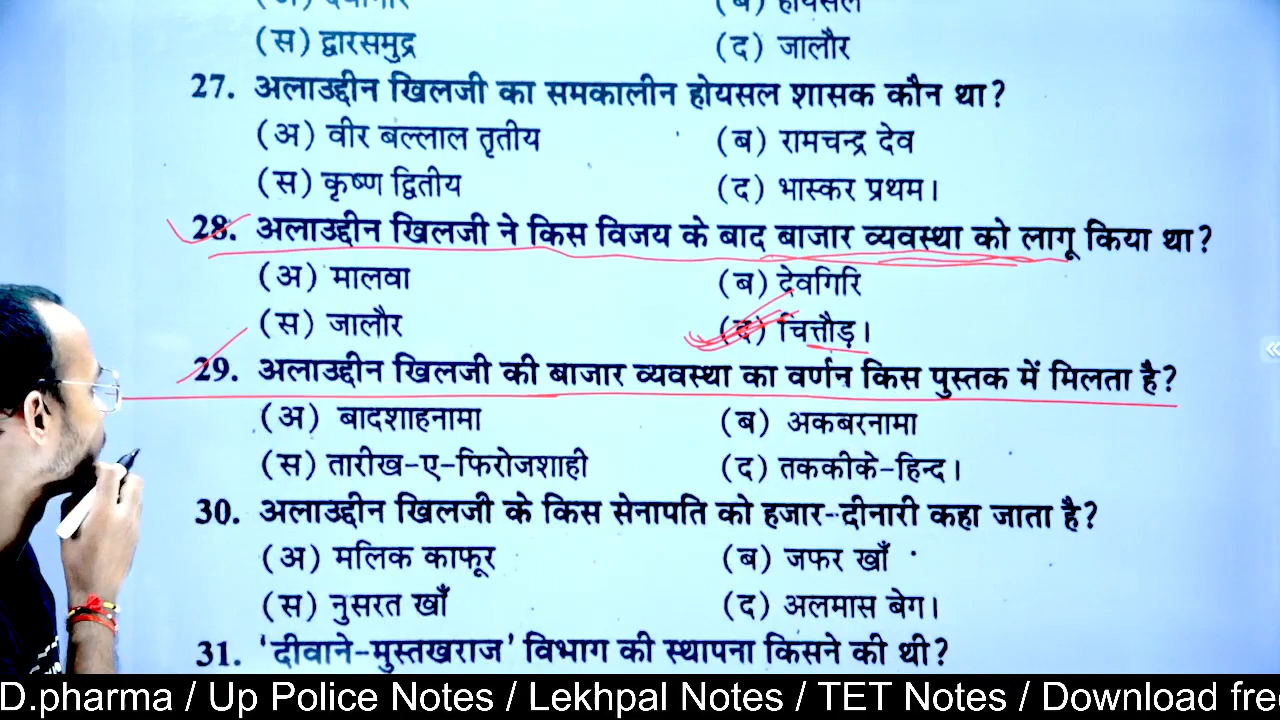 (ब) होयसल
(स) द्वारसमुद्र (द) जालौर
27. अलाउद्दीन खिलजी का समकालीन होयसल शासक कौन था?
(अ) वीर बल्लाल तृतीय (ब) रामचन्द्र देव
(स) कृष्ण द्वितीय (द) भास्कर प्रथम।
28. अलाउद्दीन खिलजी ने किस विजय के बाद बाजार व्यवस्था को लागू किया था?
(अ) मालवा (ब) देवगिरि
(स) जालौर (द) चित्तौड़।
29. अलाउद्दीन खिलजी की बाजार व्यवस्था का वर्णन किस पुस्तक में मिलता है?
(अ) बादशाहनामा (ब) अकबरनामा
(स) तारीख-ए-फिरोजशाही (द) तककीके-हिन्द।
30. अलाउद्दीन खिलजी के किस सेनापति को हजार-दीनारी कहा जाता है?
(अ) मलिक काफूर (ब) जफर खाँ
(स) नुसरत खाँ (द) अलमास बेग।
31. 'दीवाने-मुस्तखराज' विभाग की स्थापना किसने की थी?
D.pharma / Up Police Notes / Lekhpal Notes / TET Notes / Download free